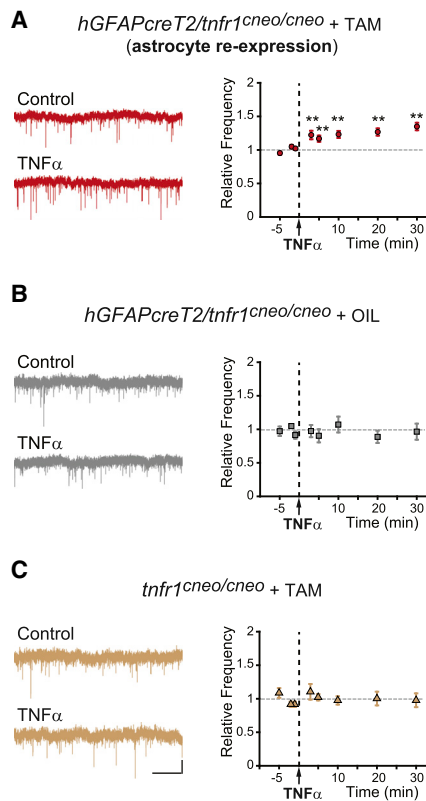 A
hGFAPcreT2/tnfr1cneo/cneo + TAM
(astrocyte re-expression)
Control
TNFα
Relative Frequency
2
1.5
1
0.5
0
** ** ** ** **
-5 10 20 30
TNFα Time (min)
B
hGFAPcreT2/tnfr1cneo/cneo + OIL
Control
TNFα
Relative Frequency
2
1.5
1
0.5
0
-5 10 20 30
TNFα Time (min)
C
tnfr1cneo/cneo + TAM
Control
TNFα
Relative Frequency
2
1.5
1
0.5
0
-5 10 20 30
TNFα Time (min)